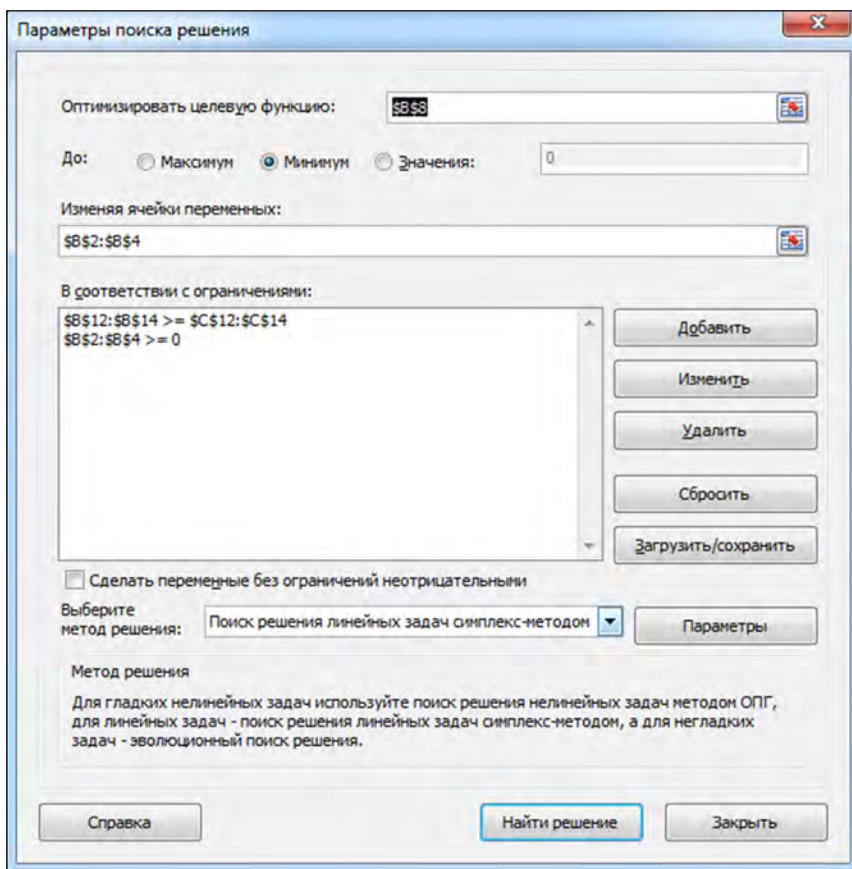 Параметры поиска решения
Оптимизировать целевую функцию:
$B$8
До:
Максимум
Минимум
Значения:
0
Изменяя ячейки переменных:
$B$2:$B$4
В соответствии с ограничениями:
$B$12:$B$14 >= $C$12:$C$14
$B$2:$B$4 >= 0
Добавить
Изменить
Удалить
Сбросить
Загрузить/сохранить
Сделать переменные без ограничений неотрицательными
Выберите
метод решения:
Поиск решения линейных задач симплекс-методом
Параметры
Метод решения
Для гладких нелинейных задач используйте поиск решения нелинейных задач методом ОПГ,
для линейных задач - поиск решения линейных задач симплекс-методом, а для негладких
задач - эволюционный поиск решения.
Справка
Найти решение
Закрыть